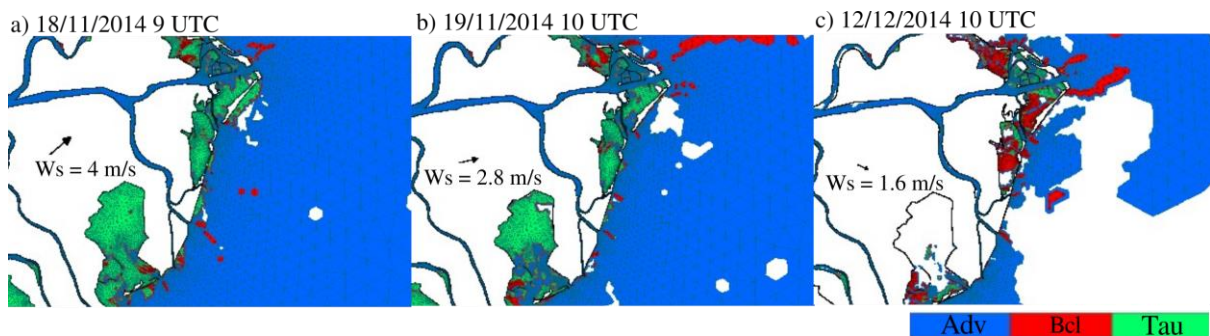 a) 18/11/2014 9 UTC
b) 19/11/2014 10 UTC
c) 12/12/2014 10 UTC
Ws = 4 m/s
Ws = 2.8 m/s
Ws = 1.6 m/s
Adv Bcl Tau